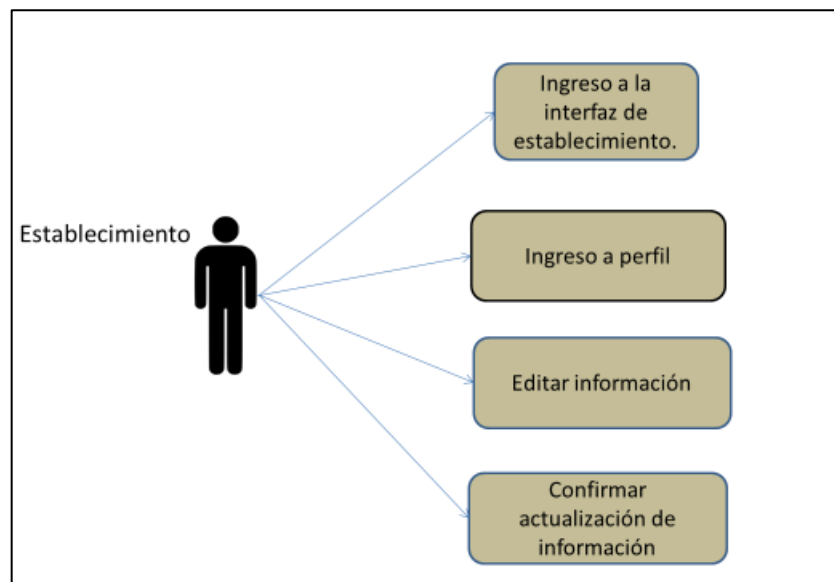 Ingreso a la
interfaz de
establecimiento.
Establecimiento
Ingreso a perfil
Editar información
Confirmar
actualización de
información